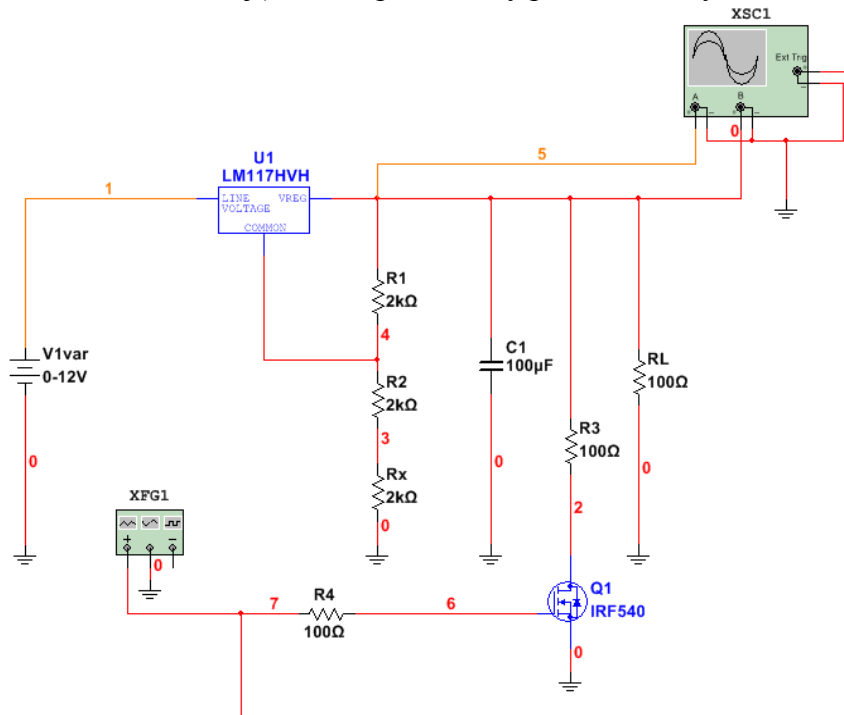 XSC1
Ext Trig
A
B
0
5
U1
LM117HVH
1
LINE VREG
VOLTAGE
COMMON
R1
2kΩ
4
V1var
0-12V
C1
100µF
RL
100Ω
R2
2kΩ
3
R3
100Ω
0
Rx
2kΩ
0
0
0
XFG1
2
0
0
R4
7
6
100Ω
Q1
IRF540
0